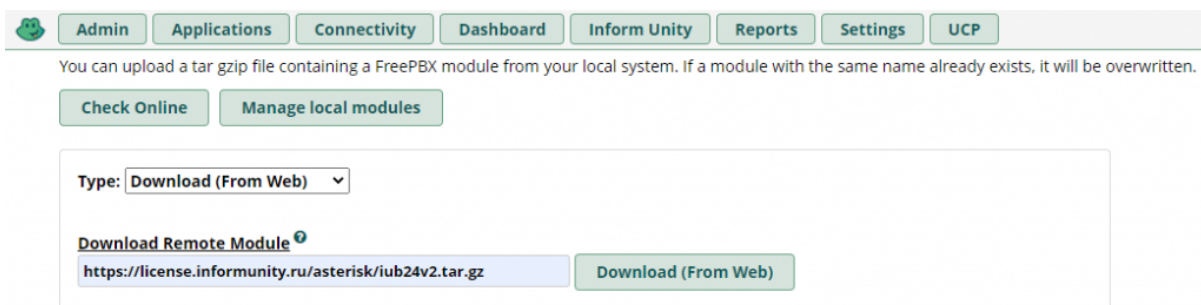 Admin Applications Connectivity Dashboard Inform Unity Reports Settings UCP
You can upload a tar gzip file containing a FreePBX module from your local system. If a module with the same name already exists, it will be overwritten.
Check Online Manage local modules
Type: Download (From Web)
Download Remote Module
https://license.informunity.ru/asterisk/iub24v2.tar.gz Download (From Web)